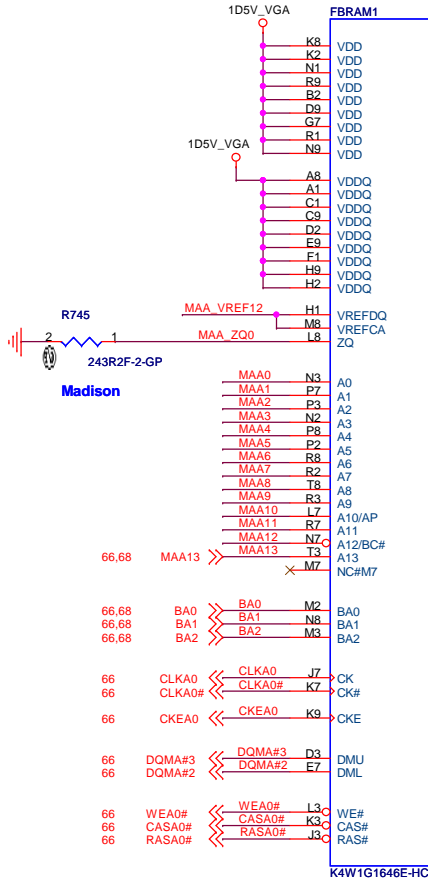 1D5V_VGA FBRAM1
K8 VDD
K2 VDD
N1 VDD
R9 VDD
B2 VDD
D9 VDD
G7 VDD
R1 VDD
N9 VDD
1D5V_VGA
A8 VDDQ
A1 VDDQ
C1 VDDQ
C9 VDDQ
D2 VDDQ
E9 VDDQ
F1 VDDQ
H9 VDDQ
H2 VDDQ
MAA_VREF12 H1 VREFDQ
M8 VREFCA
R745
2 1 MAA_ZQ0 L8 ZQ
243R2F-2-GP
Madison
MAA0 N3 A0
MAA1 P7 A1
MAA2 P3 A2
MAA3 N2 A3
MAA4 P8 A4
MAA5 P2 A5
MAA6 R8 A6
MAA7 R2 A7
MAA8 T8 A8
MAA9 R3 A9
MAA10 L7 A10/AP
MAA11 R7 A11
MAA12 N7 A12/BC#
66,68 MAA13 MAA13 T3 A13
M7 NC#M7
66,68 BA0 BA0 M2 BA0
66,68 BA1 BA1 N8 BA1
66,68 BA2 BA2 M3 BA2
66 CLKA0 CLKA0 J7 CK
66 CLKA0# CLKA0# K7 CK#
66 CKEA0 CKEA0 K9 CKE
66 DQMA#3 DQMA#3 D3 DMU
66 DQMA#2 DQMA#2 E7 DML
66 WEA0# WEA0# L3 WE#
66 CASA0# CASA0# K3 CAS#
66 RASA0# RASA0# J3 RAS#
K4W1G1646E-HC